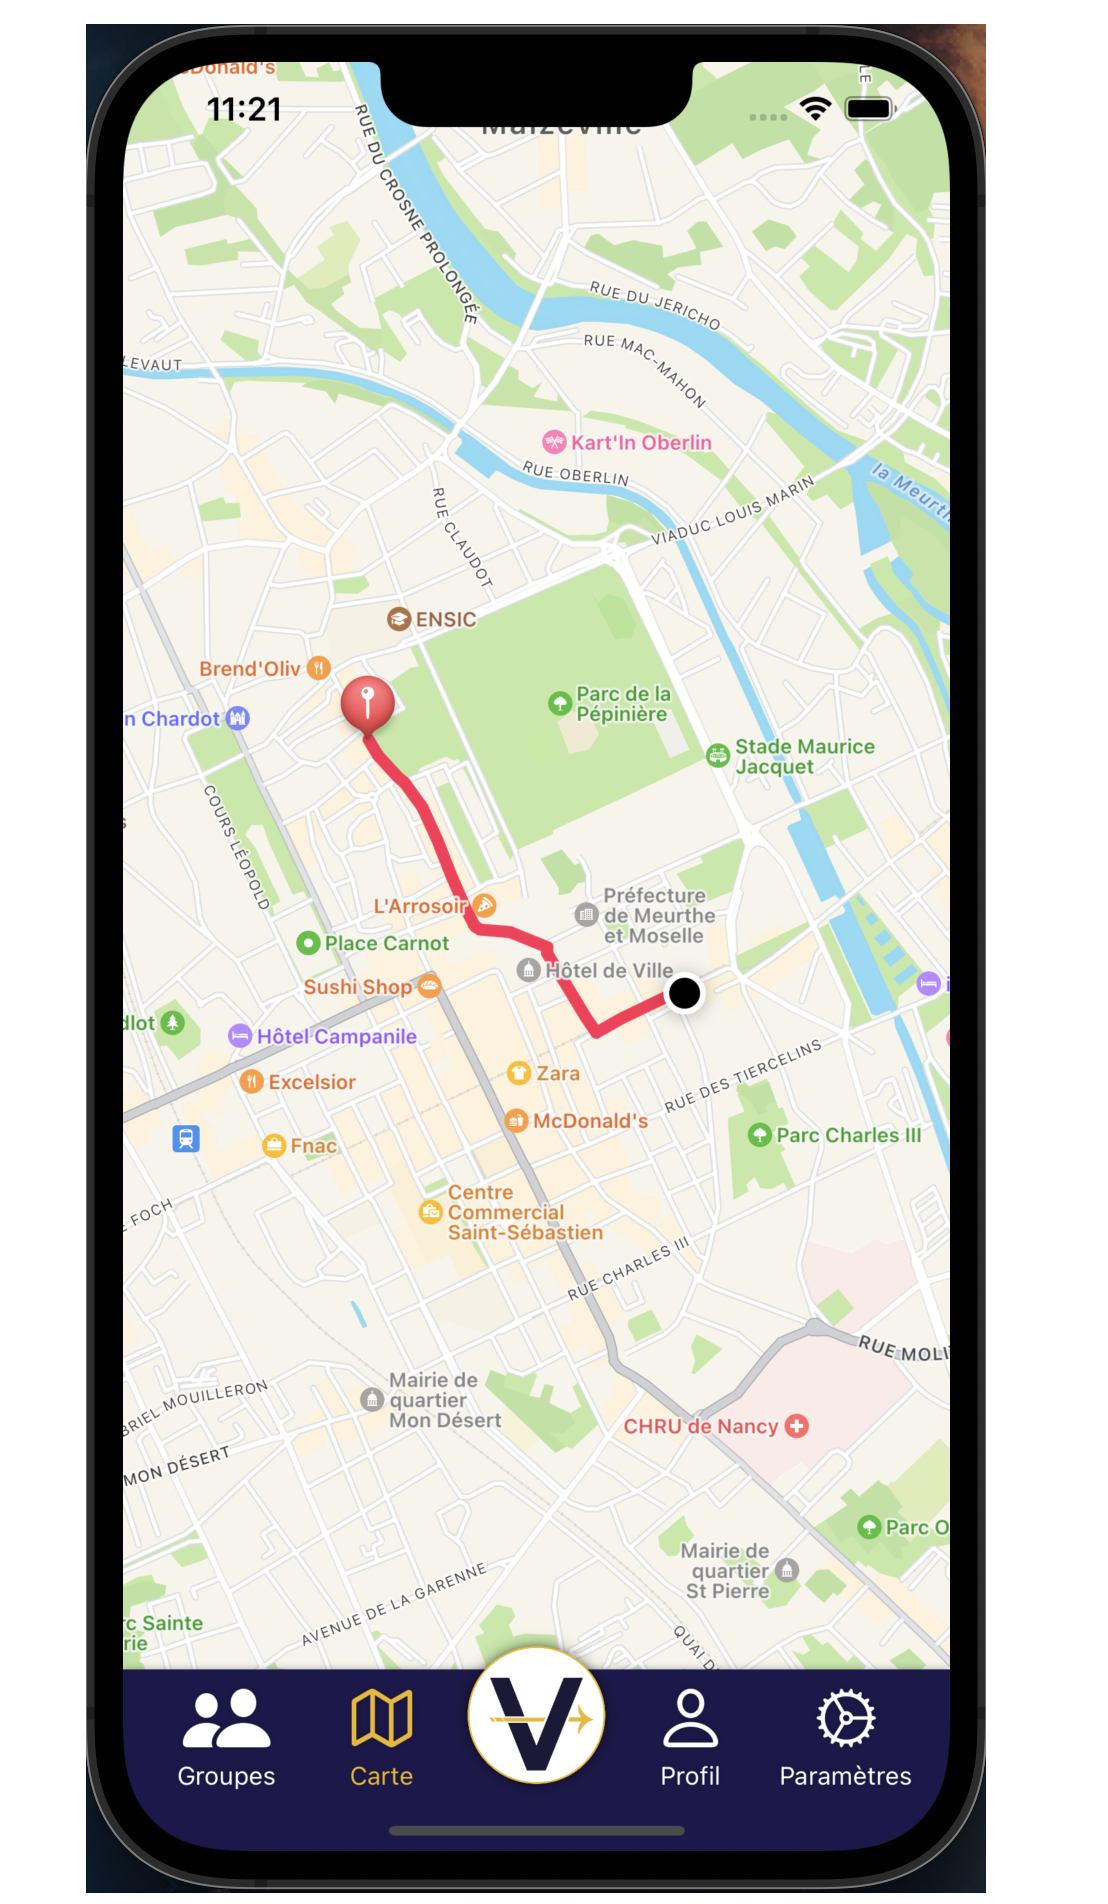 11:21
RUE DU CROSNE PROLONGÉE
RUE DU JERICHO
RUE MAC-MAHON
LEVAUT
Kart'In Oberlin
RUE OBERLIN
la Meurth
RUE CLAUDOT
VIADUC LOUIS MARIN
ENSIC
Brend'Oliv
Parc de la
Pépinière
n Chardot
Stade Maurice
Jacquet
COURS LÉOPOLD
L'Arrosoir
Préfecture
de Meurthe
et Moselle
Place Carnot
Hôtel de Ville
Sushi Shop
dlot
Hôtel Campanile
Zara
RUE DES TIERCELINS
Excelsior
McDonald's
Parc Charles III
Fnac
Centre
Commercial
Saint-Sébastien
FOCH
RUE CHARLES III
RUE MOLI
Mairie de
quartier
Mon Désert
BRIEL MOUILLERON
CHRU de Nancy
MON DÉSERT
Parc O
Mairie de
quartier
St Pierre
AVENUE DE LA GARENNE
rc Sainte
rie
QUAI D
Groupes
Carte
V
Profil
Paramètres